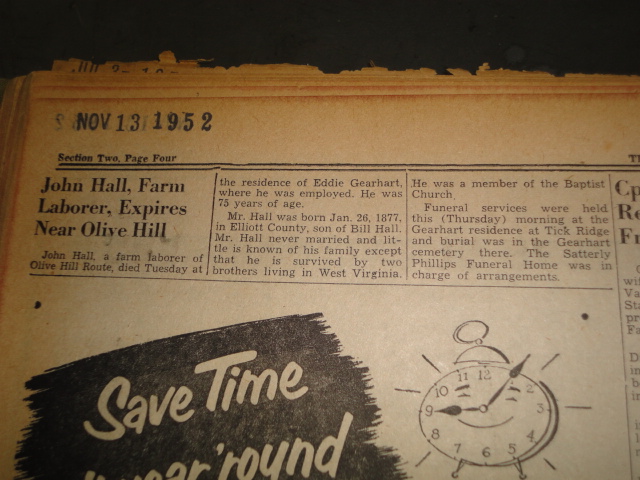 NOV 13 1952
Section Two, Page Four
John Hall, Farm
Laborer, Expires
Near Olive Hill
John Hall, a farm laborer of
Olive Hill Route, died Tuesday at
the residence of Eddie Gearhart,
where he was employed. He was
75 years of age.
Mr. Hall was born Jan. 26, 1877,
in Elliott County, son of Bill Hall.
Mr. Hall never married and lit-
tle is known of his family except
that he is survived by two
brothers living in West Virginia.
He was a member of the Baptist
Church.
Funeral services were held
this (Thursday) morning at the
Gearhart residence at Tick Ridge
and burial was in the Gearhart
cemetery there. The Satterly
Phillips Funeral Home was in
charge of arrangements.
Save Time
year 'round
10 11 12 2
9 3
8 4
7 6 5